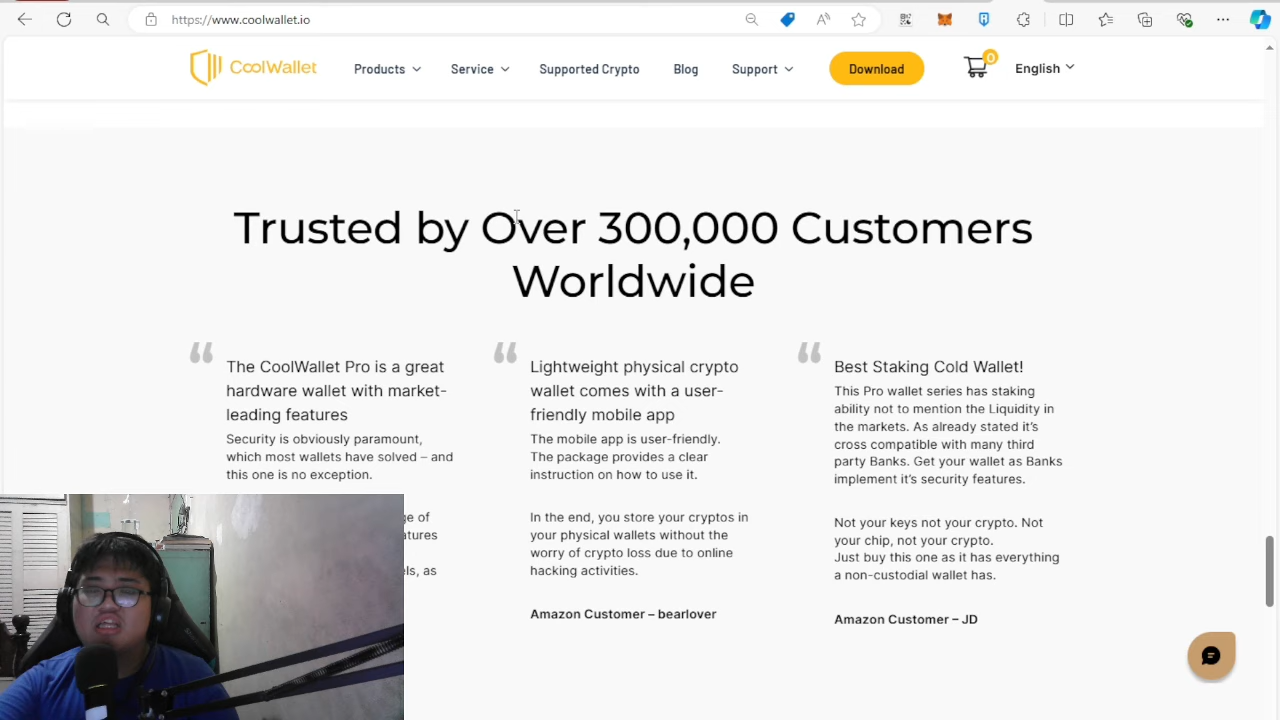 https://www.coolwallet.io
CoolWallet
Products
Service
Supported Crypto
Blog
Support
Download
0
English
Trusted by Over 300,000 Customers
Worldwide
“
The CoolWallet Pro is a great
hardware wallet with market-
leading features
Security is obviously paramount,
which most wallets have solved – and
this one is no exception.
ge of
atures
els, as
“
Lightweight physical crypto
wallet comes with a user-
friendly mobile app
The mobile app is user-friendly.
The package provides a clear
instruction on how to use it.
In the end, you store your cryptos in
your physical wallets without the
worry of crypto loss due to online
hacking activities.
Amazon Customer – bearlover
“
Best Staking Cold Wallet!
This Pro wallet series has staking
ability not to mention the Liquidity in
the markets. As already stated it’s
cross compatible with many third
party Banks. Get your wallet as Banks
implement it’s security features.
Not your keys not your crypto. Not
your chip, not your crypto.
Just buy this one as it has everything
a non-custodial wallet has.
Amazon Customer – JD